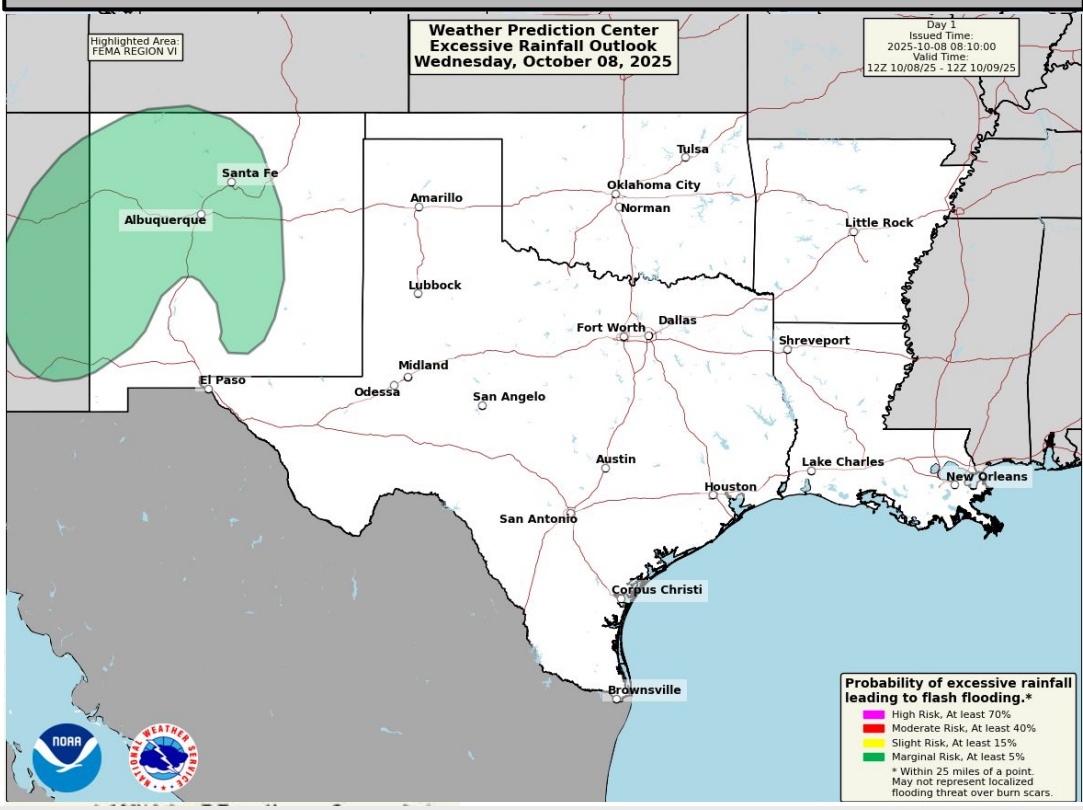 Highlighted Area:
FEMA REGION VI
Weather Prediction Center
Excessive Rainfall Outlook
Wednesday, October 08, 2025
Day 1
Issued Time:
2025-10-08 08:10:00
Valid Time:
12Z 10/08/25 - 12Z 10/09/25
Tulsa
Santa Fe
Oklahoma City
Amarillo
Norman
Albuquerque
Little Rock
Lubbock
Dallas
Fort Worth
Shreveport
Midland
El Paso
Odessa
San Angelo
Austin
Lake Charles
New Orleans
Houston
San Antonio
Corpus Christi
Brownsville
Probability of excessive rainfall
leading to flash flooding.*
High Risk, At least 70%
Moderate Risk, At least 40%
Slight Risk, At least 15%
Marginal Risk, At least 5%
* Within 25 miles of a point.
May not represent localized
flooding threat over burn scars.
NOAA
NATIONAL WEATHER SERVICE